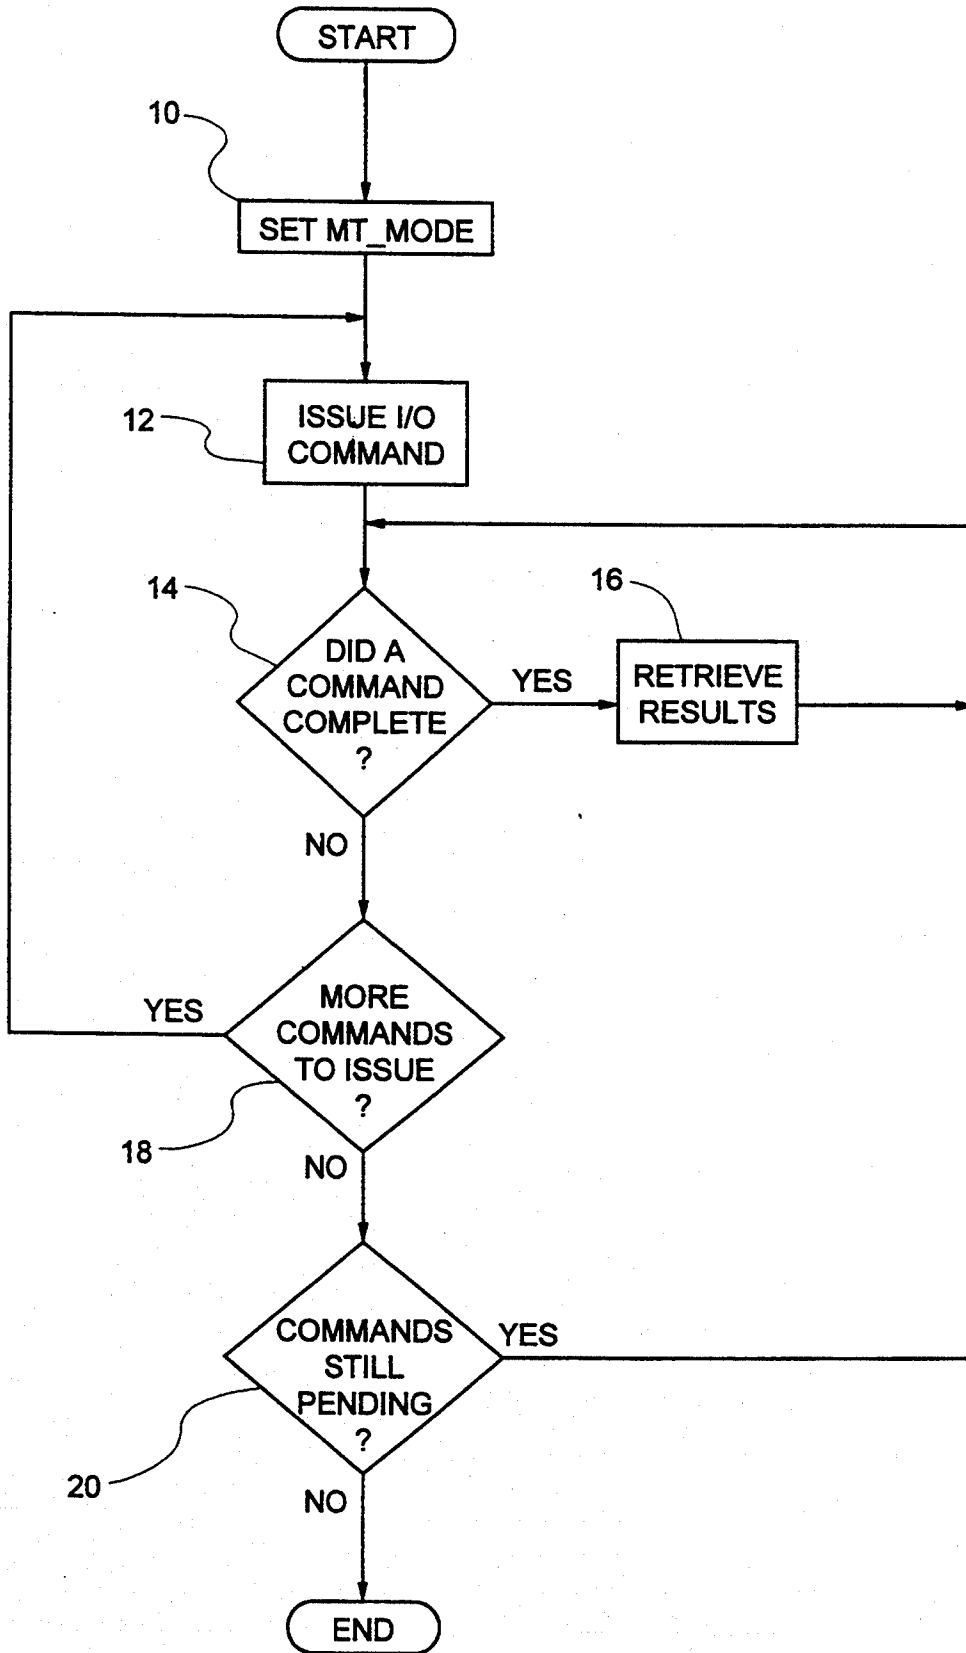 START
10
SET MT_MODE
12
ISSUE I/O
COMMAND
14
DID A
COMMAND
COMPLETE
?
YES
16
RETRIEVE
RESULTS
NO
YES
MORE
COMMANDS
TO ISSUE
?
18
NO
COMMANDS
STILL
PENDING
?
YES
20
NO
END